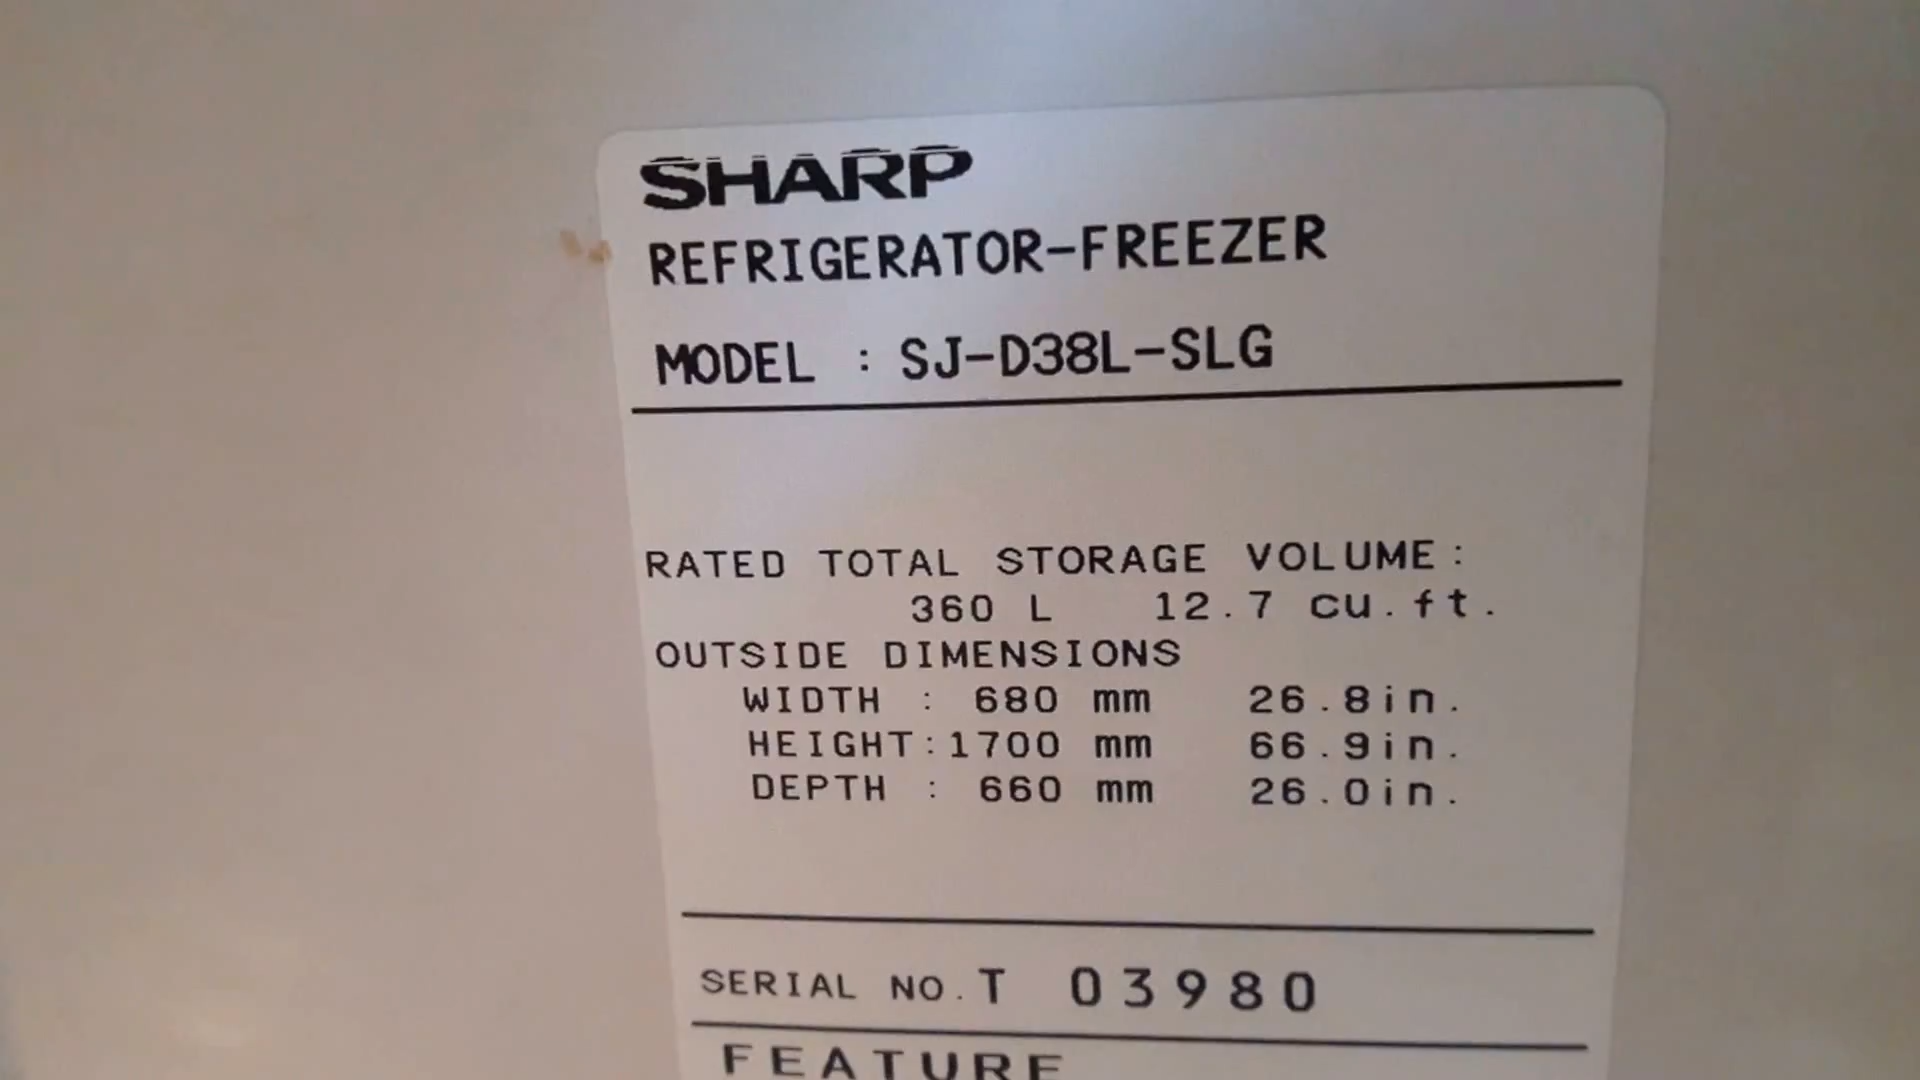 SHARP
REFRIGERATOR-FREEZER
MODEL : SJ-D38L-SLG
RATED TOTAL STORAGE VOLUME:
360 L 12.7 cu.ft.
OUTSIDE DIMENSIONS
WIDTH : 680 mm 26.8in.
HEIGHT:1700 mm 66.9in.
DEPTH : 660 mm 26.0in.
SERIAL NO.T 03980
FEATURE